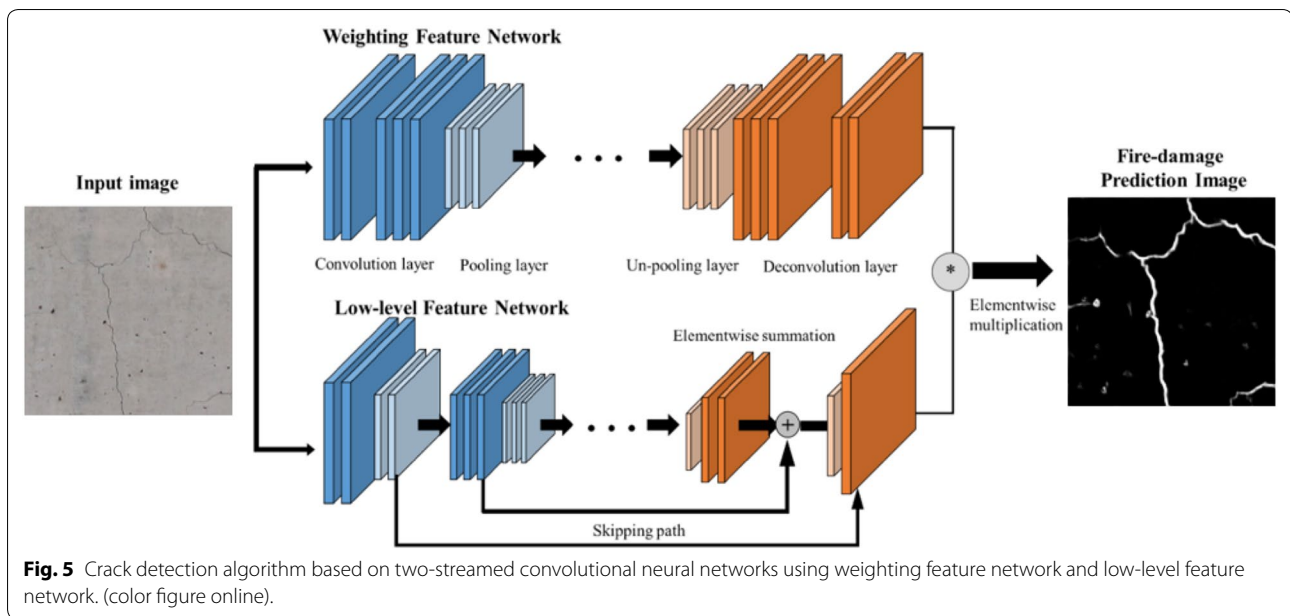 Weighting Feature Network
Input image
Fire-damage
Prediction Image
Convolution layer
Pooling layer
Un-pooling layer
Deconvolution layer
*
Elementwise
multiplication
Low-level Feature Network
Elementwise summation
+
Skipping path
Fig. 5 Crack detection algorithm based on two-streamed convolutional neural networks using weighting feature network and low-level feature
network. (color figure online).